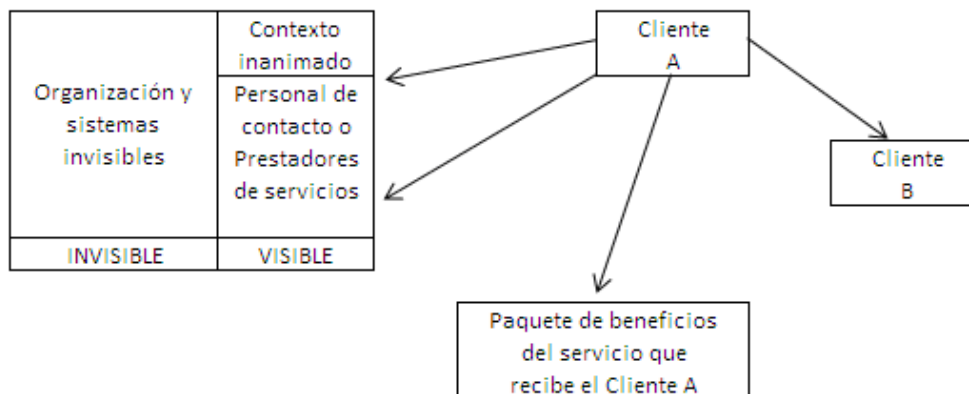 Organización y
sistemas
invisibles
INVISIBLE
Contexto
inanimado
Personal de
contacto o
Prestadores
de servicios
VISIBLE
Cliente
A
Cliente
B
Paquete de beneficios
del servicio que
recibe el Cliente A